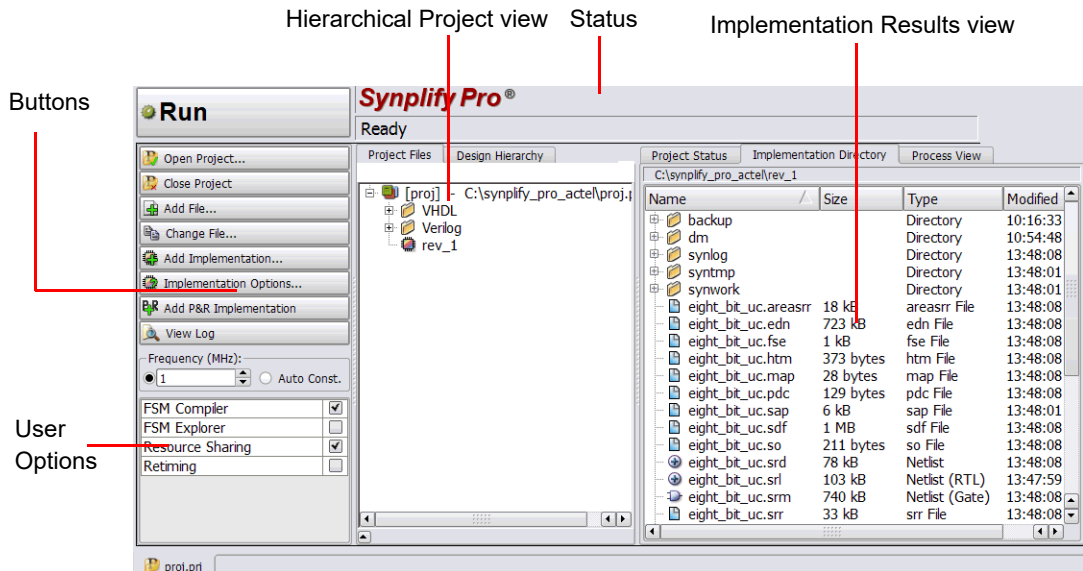 Hierarchical Project view Status Implementation Results view
Buttons
Run
Synplify Pro®
Ready
Open Project...
Close Project
Add File...
Change File...
Add Implementation...
Implementation Options...
P&R Add P&R Implementation
View Log
Frequency (MHz):
1 Auto Const.
FSM Compiler
FSM Explorer
Resource Sharing
Retiming
User
Options
Project Files Design Hierarchy
[proj] - C:\synplify_pro_actel\proj.p
VHDL
Verilog
rev_1
Project Status Implementation Directory Process View
C:\synplify_pro_actel\rev_1
Name Size Type Modified
backup Directory 10:16:33
dm Directory 10:54:48
synlog Directory 13:48:08
syntmp Directory 13:48:01
synwork Directory 13:48:01
eight_bit_uc.areasrr 18 kB areasrr File 13:48:08
eight_bit_uc.edn 723 kB edn File 13:48:08
eight_bit_uc.fse 1 kB fse File 13:48:08
eight_bit_uc.htm 373 bytes htm File 13:48:08
eight_bit_uc.map 28 bytes map File 13:48:08
eight_bit_uc.pdc 129 bytes pdc File 13:48:08
eight_bit_uc.sap 6 kB sap File 13:48:01
eight_bit_uc.sdf 1 MB sdf File 13:48:08
eight_bit_uc.so 211 bytes so File 13:48:08
eight_bit_uc.srd 78 kB Netlist 13:48:08
eight_bit_uc.srl 103 kB Netlist (RTL) 13:47:59
eight_bit_uc.srm 740 kB Netlist (Gate) 13:48:08
eight_bit_uc.srr 33 kB srr File 13:48:08
proj.prj